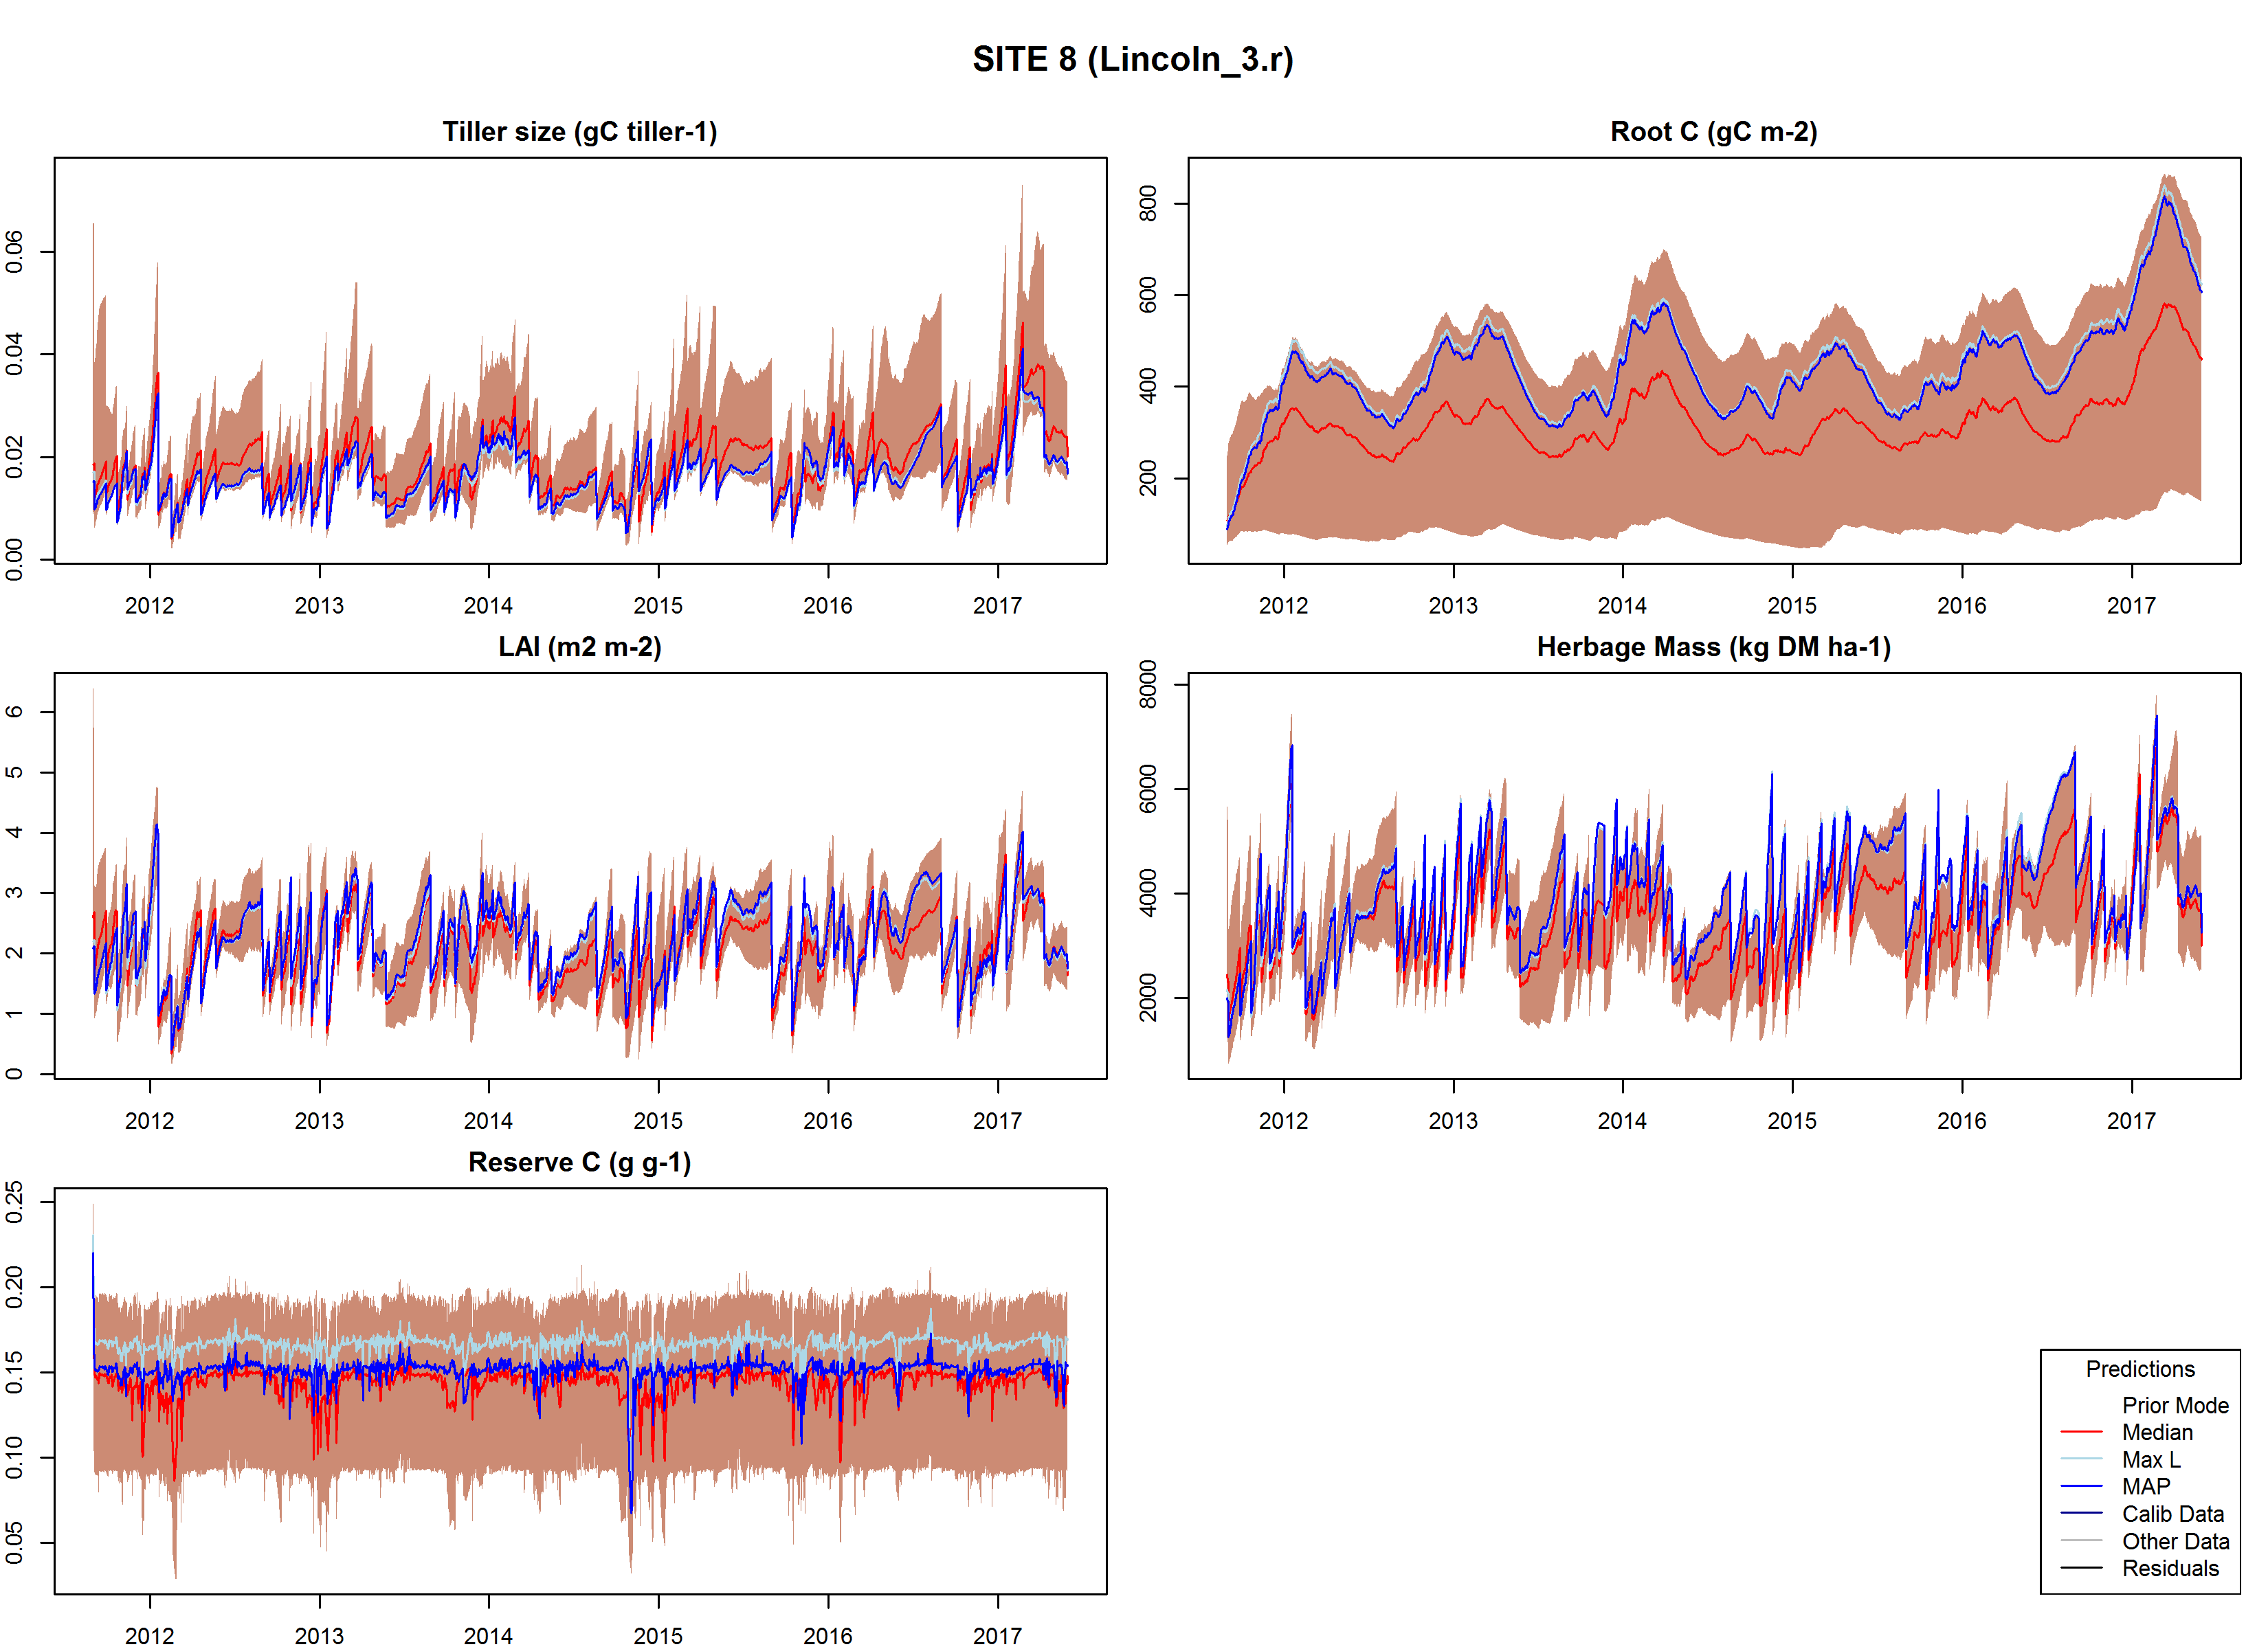 SITE 8 (Lincoln_3.r)
Tiller size (gC tiller-1)
0.00 0.02 0.04 0.06
2012 2013 2014 2015 2016 2017
Root C (gC m-2)
200 400 600 800
2012 2013 2014 2015 2016 2017
LAI (m2 m-2)
0 1 2 3 4 5 6
2012 2013 2014 2015 2016 2017
Herbage Mass (kg DM ha-1)
2000 4000 6000 8000
2012 2013 2014 2015 2016 2017
Reserve C (g g-1)
0.05 0.10 0.15 0.20 0.25
2012 2013 2014 2015 2016 2017
Predictions
Prior Mode
Median
Max L
MAP
Calib Data
Other Data
Residuals